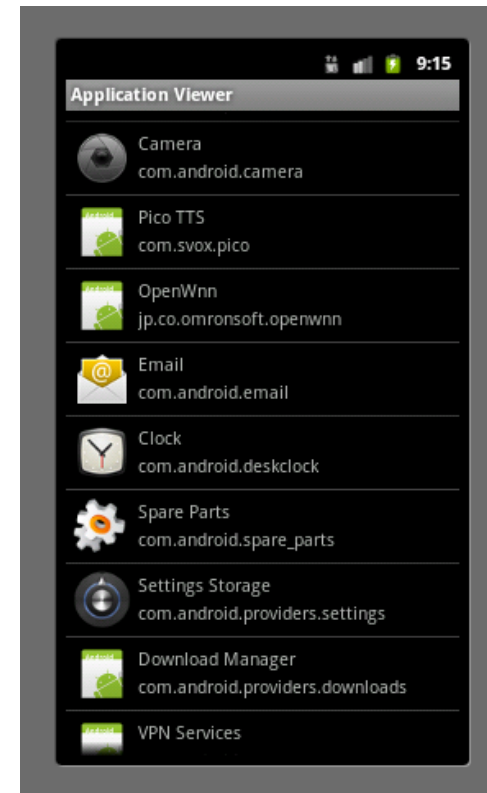 9:15
Application Viewer
Camera
com.android.camera
Pico TTS
com.svox.pico
OpenWnn
jp.co.omronsoft.openwnn
Email
com.android.email
Clock
com.android.deskclock
Spare Parts
com.android.spare_parts
Settings Storage
com.android.providers.settings
Download Manager
com.android.providers.downloads
VPN Services